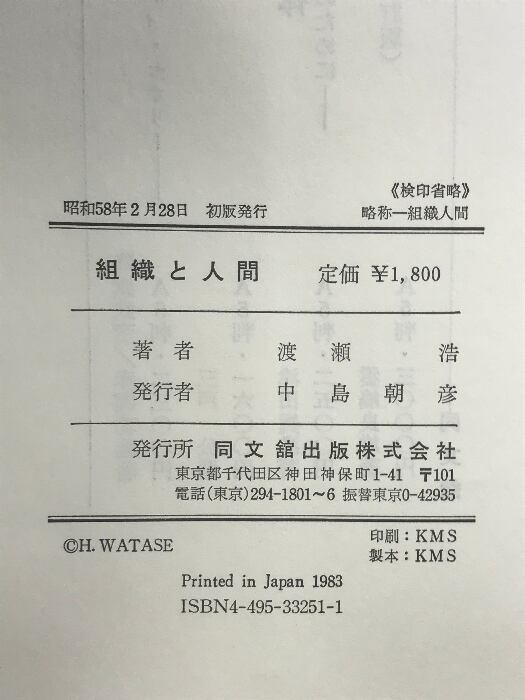 《検印省略》
昭和58年2月28日 初版発行 略称―組織人間
組織と人間 定価 ¥1,800
著者 渡瀬浩
発行者 中島朝彦
発行所 同文舘出版株式会社
東京都千代田区神田神保町1-41 〒101
電話(東京)294-1801〜6 振替東京0-42935
©H. WATASE 印刷：KMS
製本：KMS
Printed in Japan 1983
ISBN4-495-33251-1